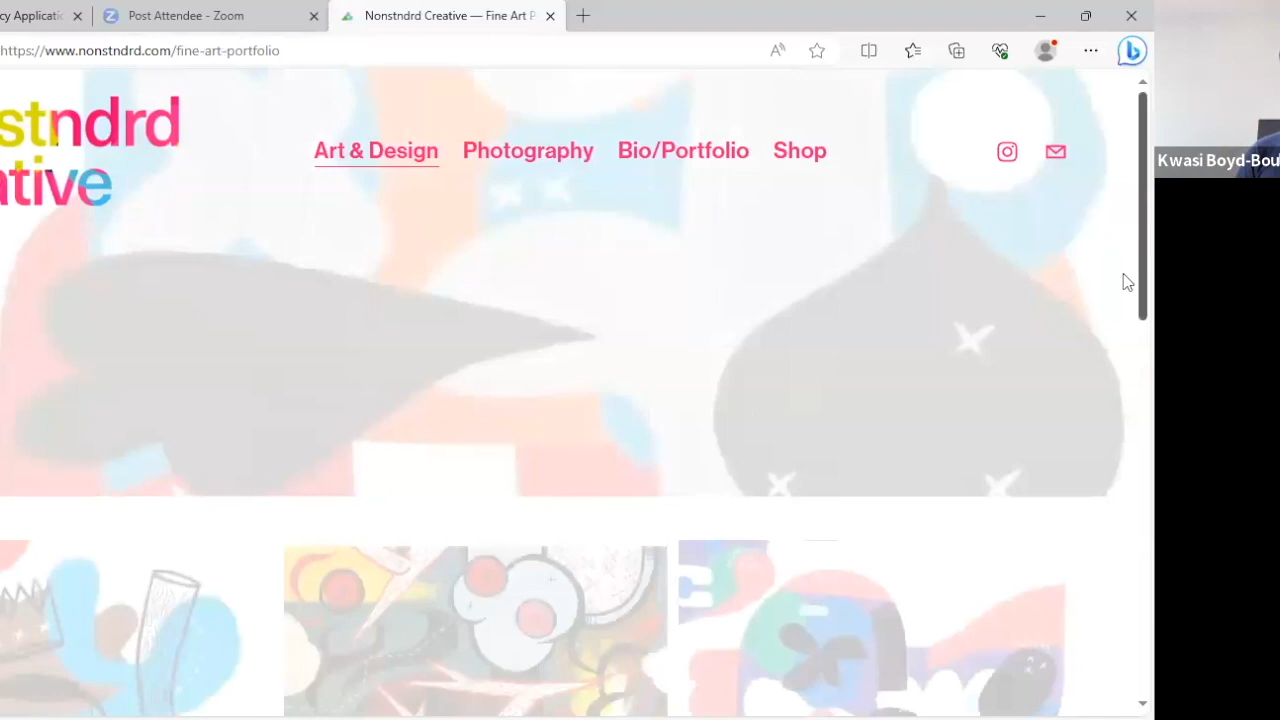 cy Applicatic
Post Attendee - Zoom
Nonstndrd Creative — Fine Art P
https://www.nonstndrd.com/fine-art-portfolio
stndrd
ative
Art & Design
Photography
Bio/Portfolio
Shop
Kwasi Boyd-Bou